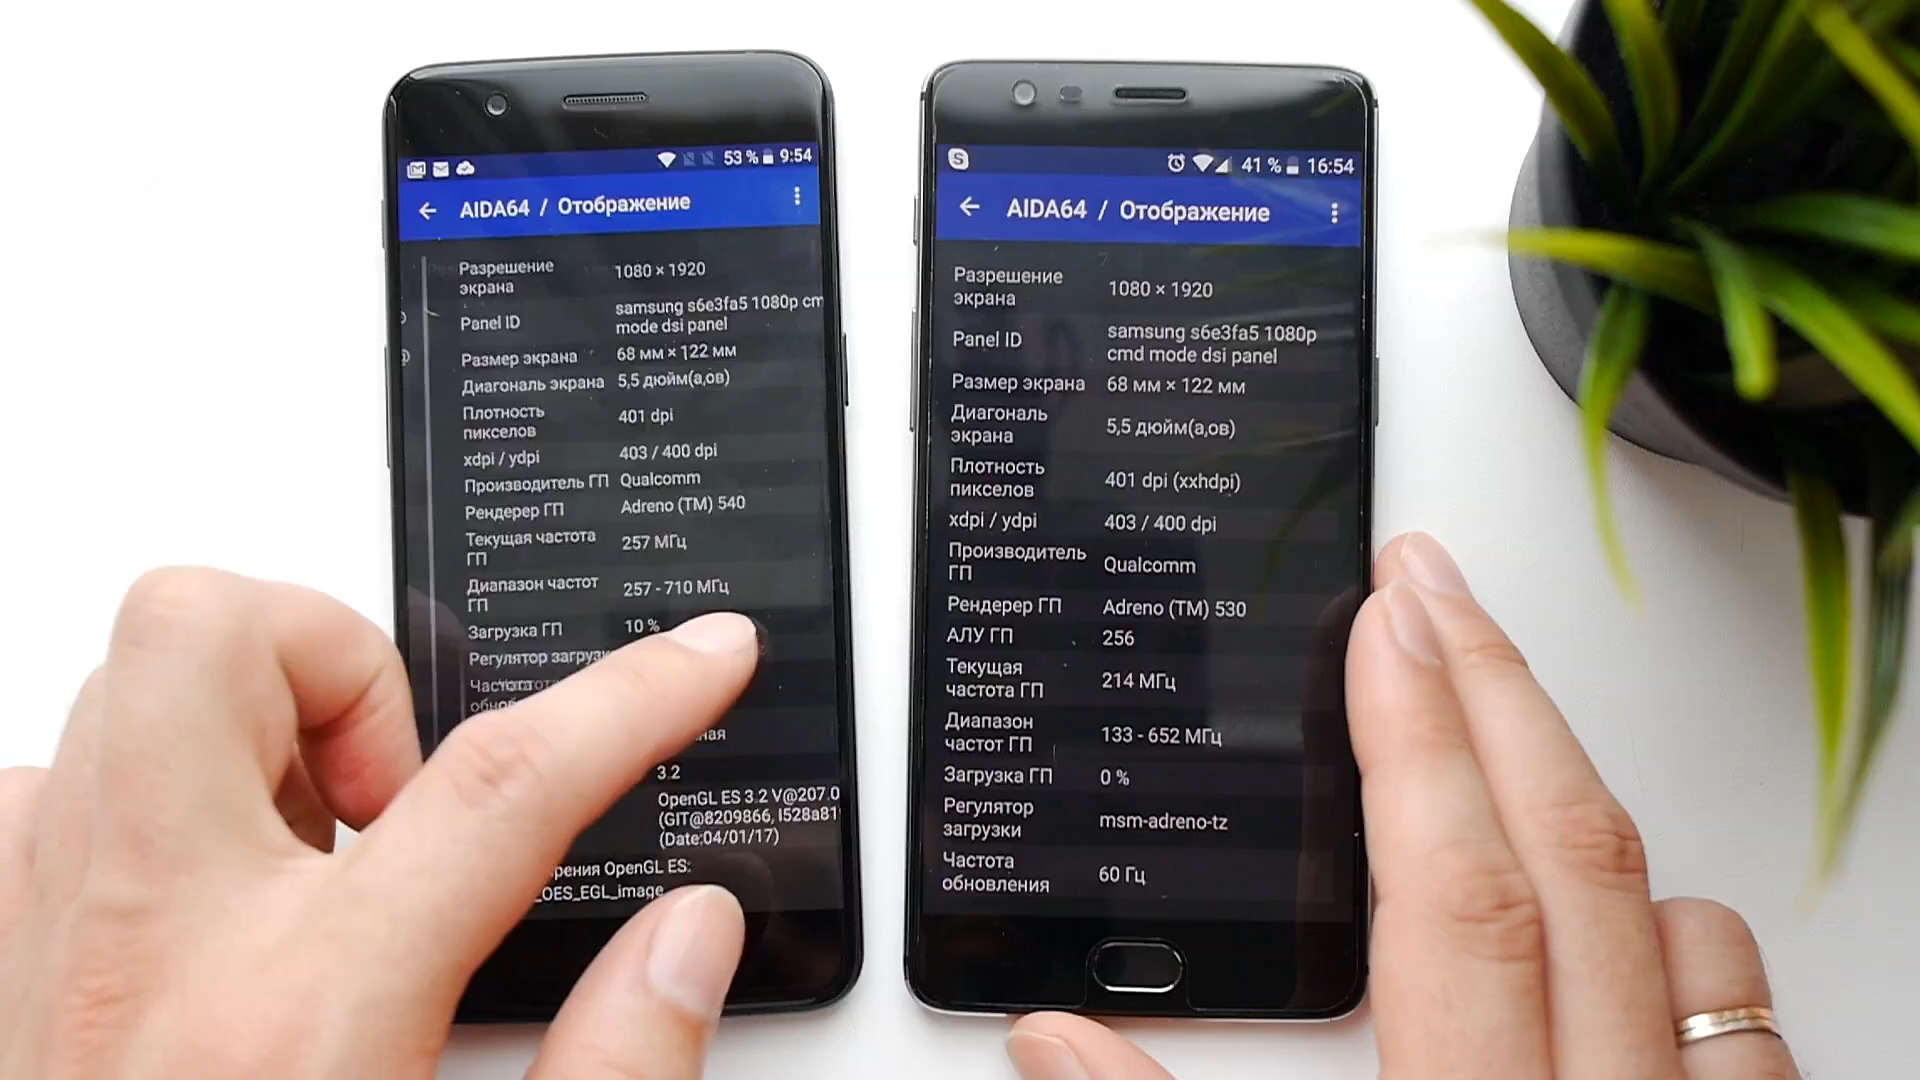 53 % 9:54
AIDA64 / Отображение
Разрешение
экрана
1080 × 1920
Panel ID
samsung s6e3fa5 1080p cm
mode dsi panel
Размер экрана 68 мм × 122 мм
Диагональ экрана 5,5 дюйм(а,ов)
Плотность
пикселов
401 dpi
xdpi / ydpi 403 / 400 dpi
Производитель ГП Qualcomm
Рендерер ГП Adreno (TM) 540
Текущая частота
ГП
257 МГц
Диапазон частот
ГП
257 - 710 МГц
Загрузка ГП 10 %
Регулятор загрузк
Частота
обнов
ная
3.2
OpenGL ES 3.2 V@207.0
(GIT@8209866, I528a81
(Date:04/01/17)
рения OpenGL ES:
_OES_EGL_image
S 41 % 16:54
AIDA64 / Отображение
Разрешение
экрана
1080 × 1920
Panel ID
samsung s6e3fa5 1080p
cmd mode dsi panel
Размер экрана 68 мм × 122 мм
Диагональ
экрана
5,5 дюйм(а,ов)
Плотность
пикселов
401 dpi (xxhdpi)
xdpi / ydpi 403 / 400 dpi
Производитель
ГП
Qualcomm
Рендерер ГП Adreno (TM) 530
АЛУ ГП 256
Текущая
частота ГП
214 МГц
Диапазон
частот ГП
133 - 652 МГц
Загрузка ГП 0 %
Регулятор
загрузки
msm-adreno-tz
Частота
обновления
60 Гц